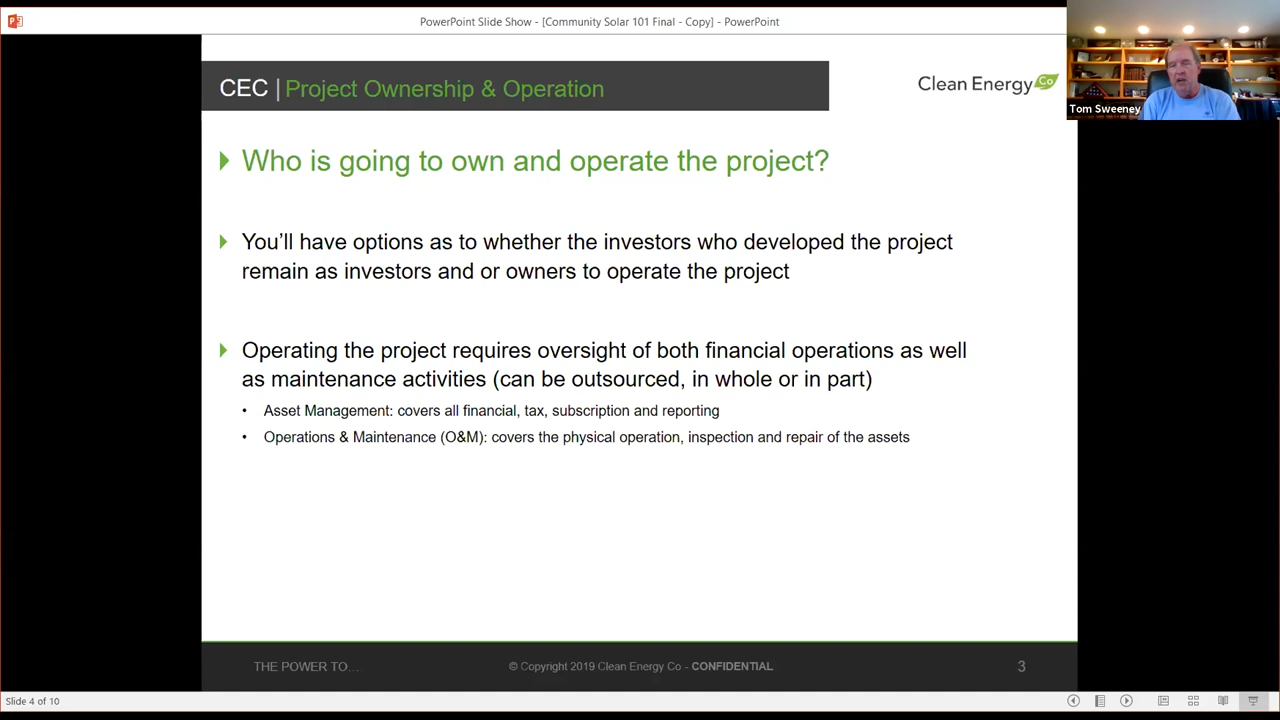 PowerPoint Slide Show - [Community Solar 101 Final - Copy] - PowerPoint
CEC | Project Ownership & Operation
Clean Energy Co
Tom Sweeney
Who is going to own and operate the project?
You’ll have options as to whether the investors who developed the project
remain as investors and or owners to operate the project
Operating the project requires oversight of both financial operations as well
as maintenance activities (can be outsourced, in whole or in part)
• Asset Management: covers all financial, tax, subscription and reporting
• Operations & Maintenance (O&M): covers the physical operation, inspection and repair of the assets
THE POWER TO…
© Copyright 2019 Clean Energy Co - CONFIDENTIAL
3
Slide 4 of 10